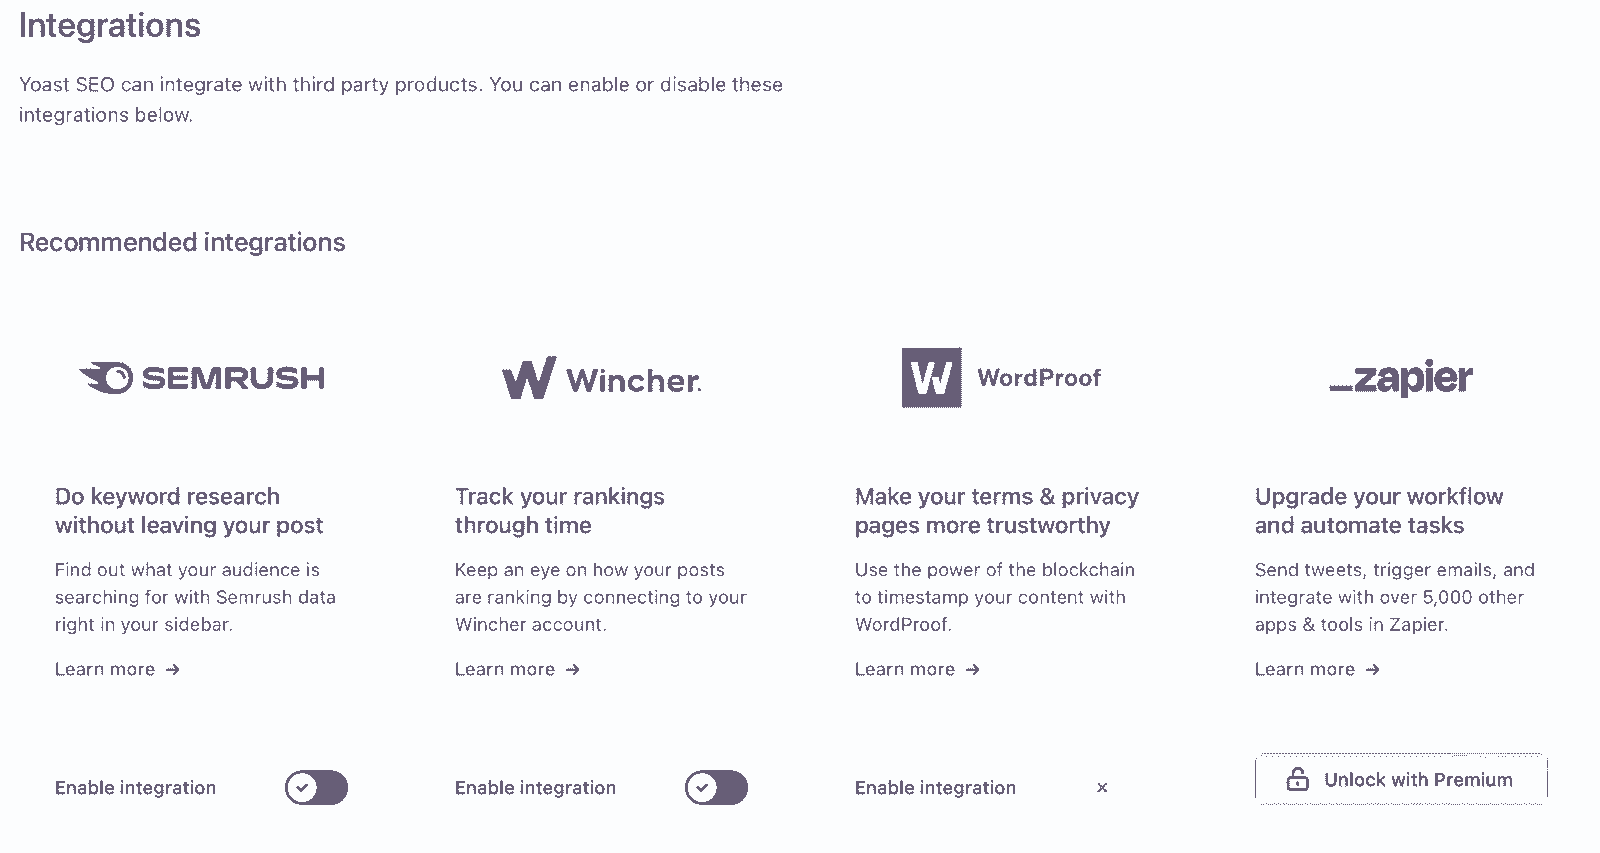 Integrations
Yoast SEO can integrate with third party products. You can enable or disable these
integrations below.
Recommended integrations
SEMRUSH
Do keyword research
without leaving your post
Find out what your audience is
searching for with Semrush data
right in your sidebar.
Learn more →
Enable integration
Wincher.
Track your rankings
through time
Keep an eye on how your posts
are ranking by connecting to your
Wincher account.
Learn more →
Enable integration
W WordProof
Make your terms & privacy
pages more trustworthy
Use the power of the blockchain
to timestamp your content with
WordProof.
Learn more →
Enable integration
_zapier
Upgrade your workflow
and automate tasks
Send tweets, trigger emails, and
integrate with over 5,000 other
apps & tools in Zapier.
Learn more →
Unlock with Premium